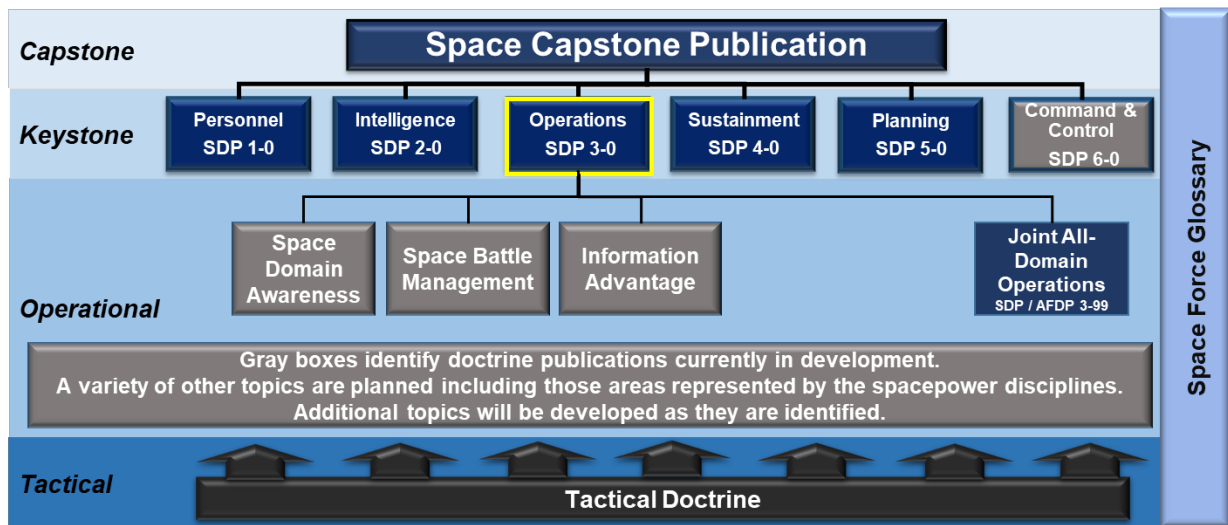 Capstone
Space Capstone Publication
Keystone
Personnel
SDP 1-0
Intelligence
SDP 2-0
Operations
SDP 3-0
Sustainment
SDP 4-0
Planning
SDP 5-0
Command &
Control
SDP 6-0
Operational
Space
Domain
Awareness
Space Battle
Management
Information
Advantage
Joint All-
Domain
Operations
SDP / AFDP 3-99
Gray boxes identify doctrine publications currently in development.
A variety of other topics are planned including those areas represented by the spacepower disciplines.
Additional topics will be developed as they are identified.
Tactical
Tactical Doctrine
Space Force Glossary